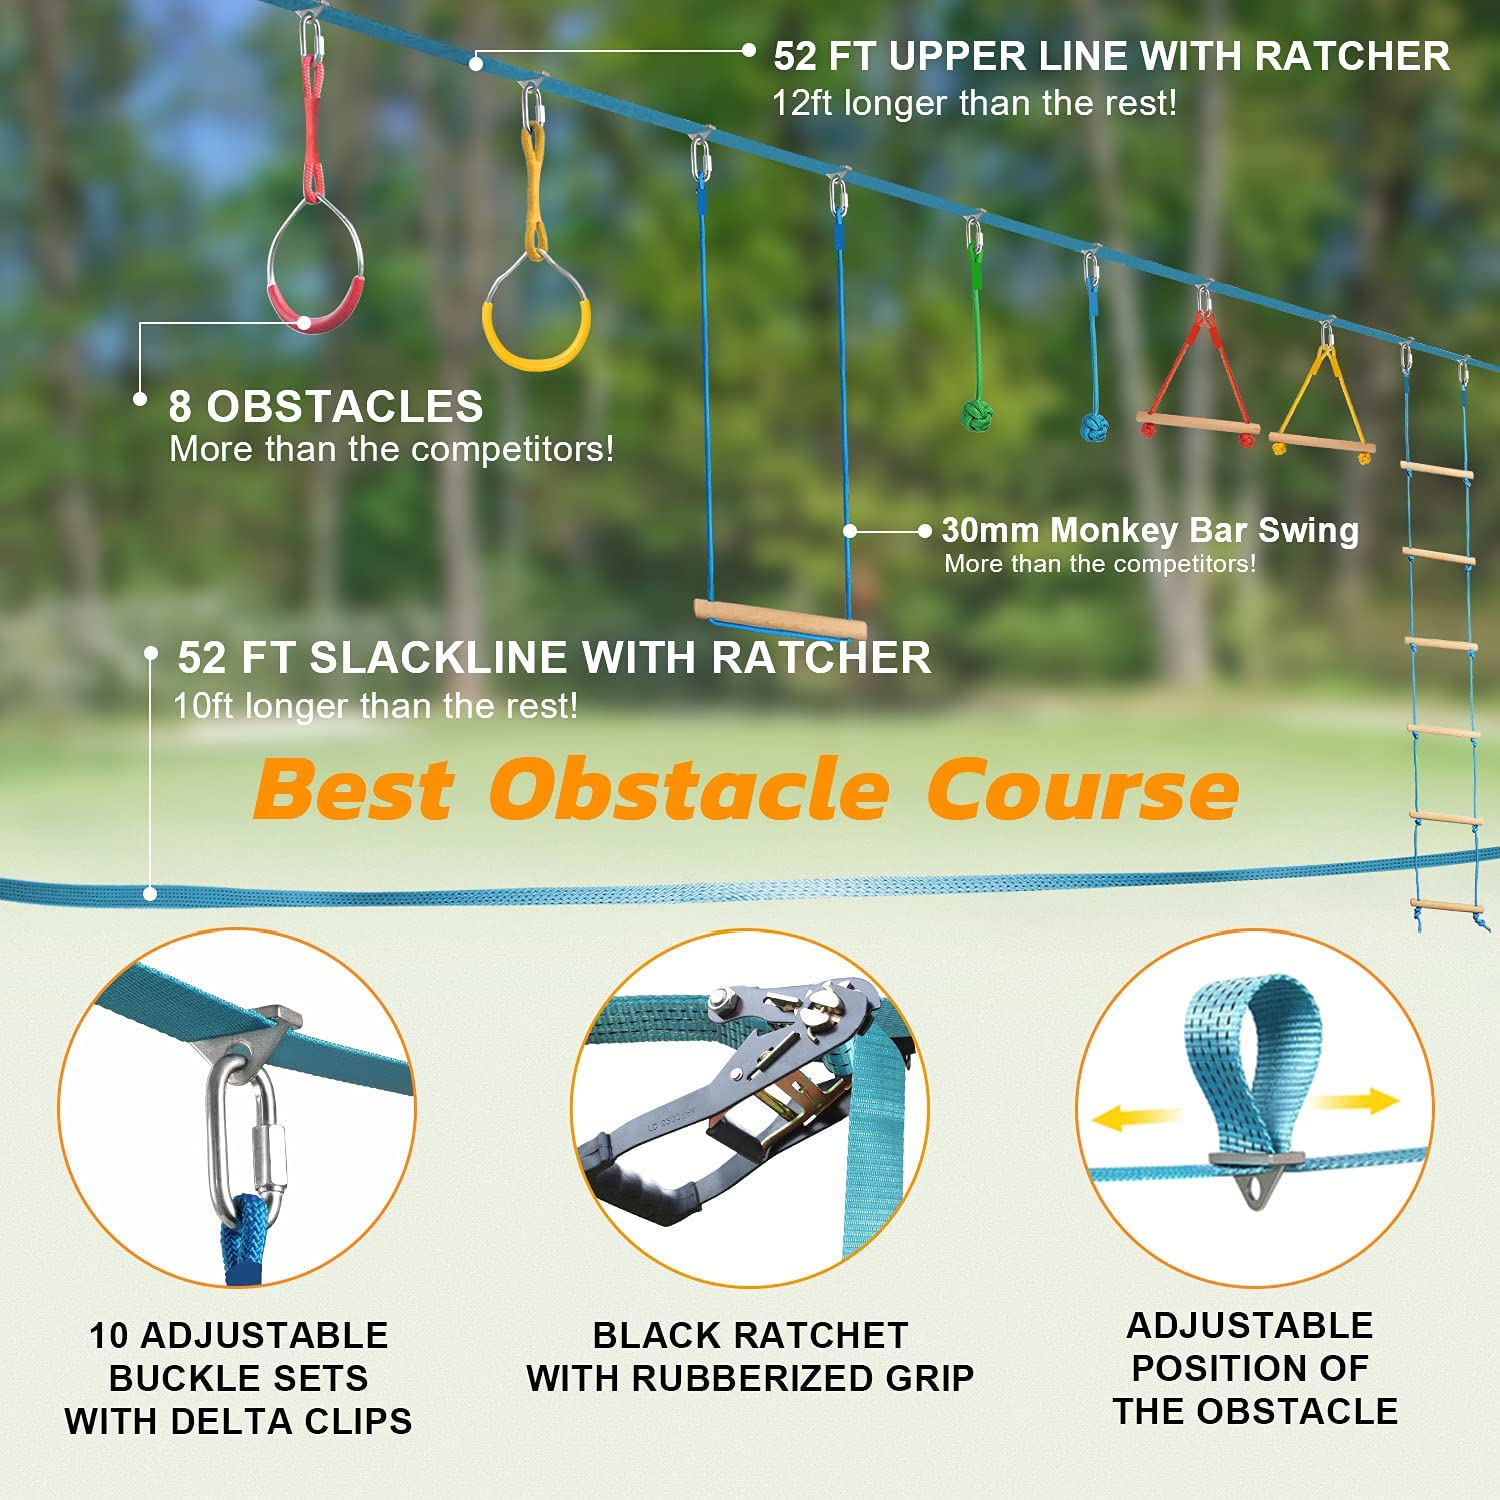 52 FT UPPER LINE WITH RATCHER
12ft longer than the rest!
8 OBSTACLES
More than the competitors!
30mm Monkey Bar Swing
More than the competitors!
52 FT SLACKLINE WITH RATCHER
10ft longer than the rest!
Best Obstacle Course
10 ADJUSTABLE
BUCKLE SETS
WITH DELTA CLIPS
BLACK RATCHET
WITH RUBBERIZED GRIP
ADJUSTABLE
POSITION OF
THE OBSTACLE